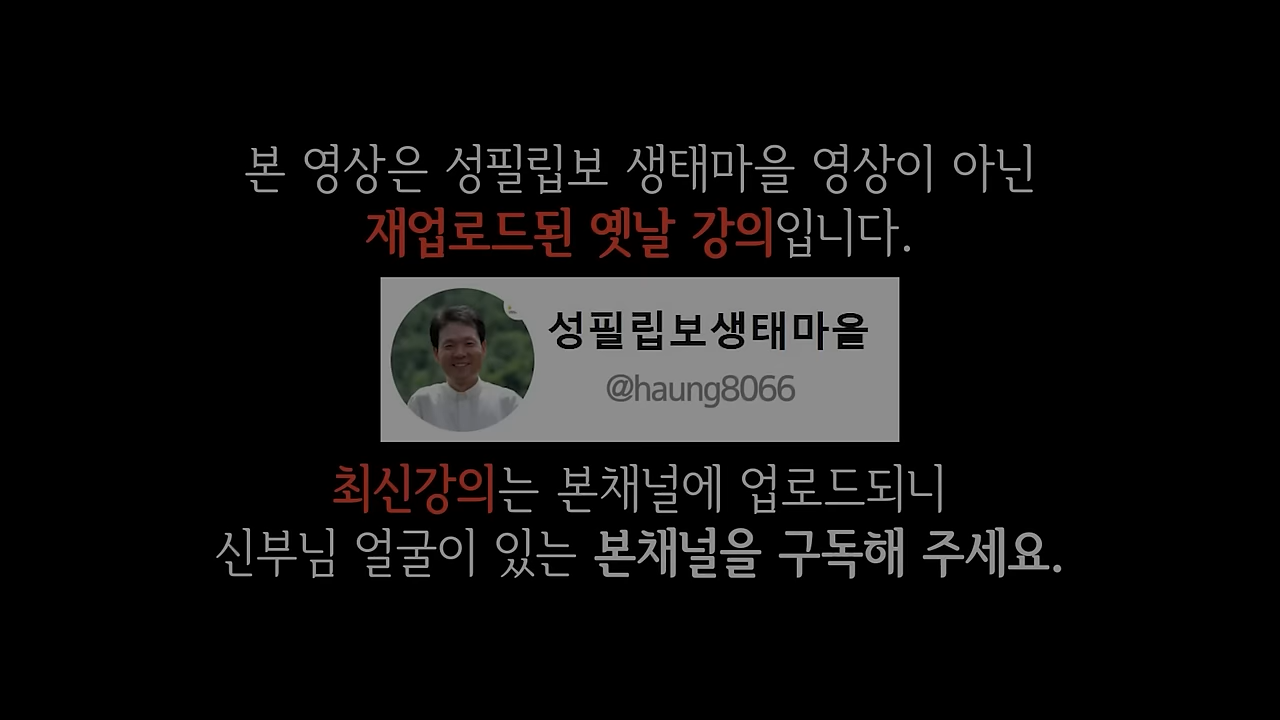 본 영상은 성필립보 생태마을 영상이 아닌
재업로드된 옛날 강의입니다.
성필립보생태마을
@haung8066
최신강의는 본채널에 업로드되니
신부님 얼굴이 있는 본채널을 구독해 주세요.